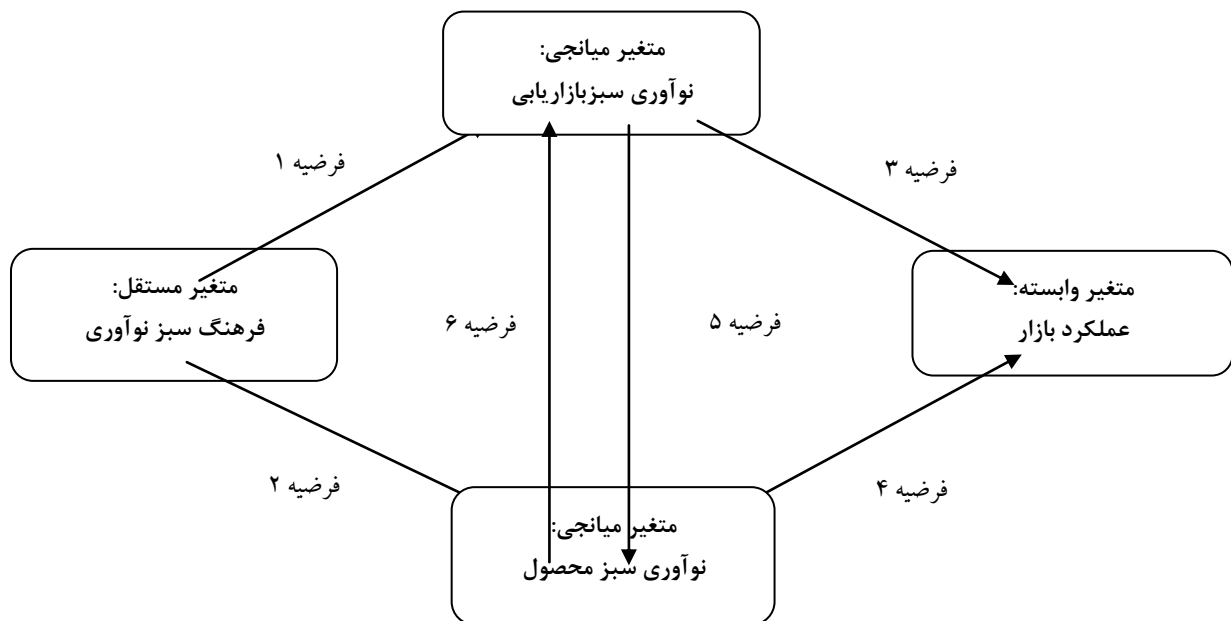 متغیر میانجی:
نوآوری سبزبازاریابی
فرضیه ۱
فرضیه ۳
متغیر مستقل:
فرهنگ سبز نوآوری
فرضیه ۶
فرضیه ۵
متغیر وابسته:
عملکرد بازار
فرضیه ۲
فرضیه ۴
متغیر میانجی:
نوآوری سبز محصول